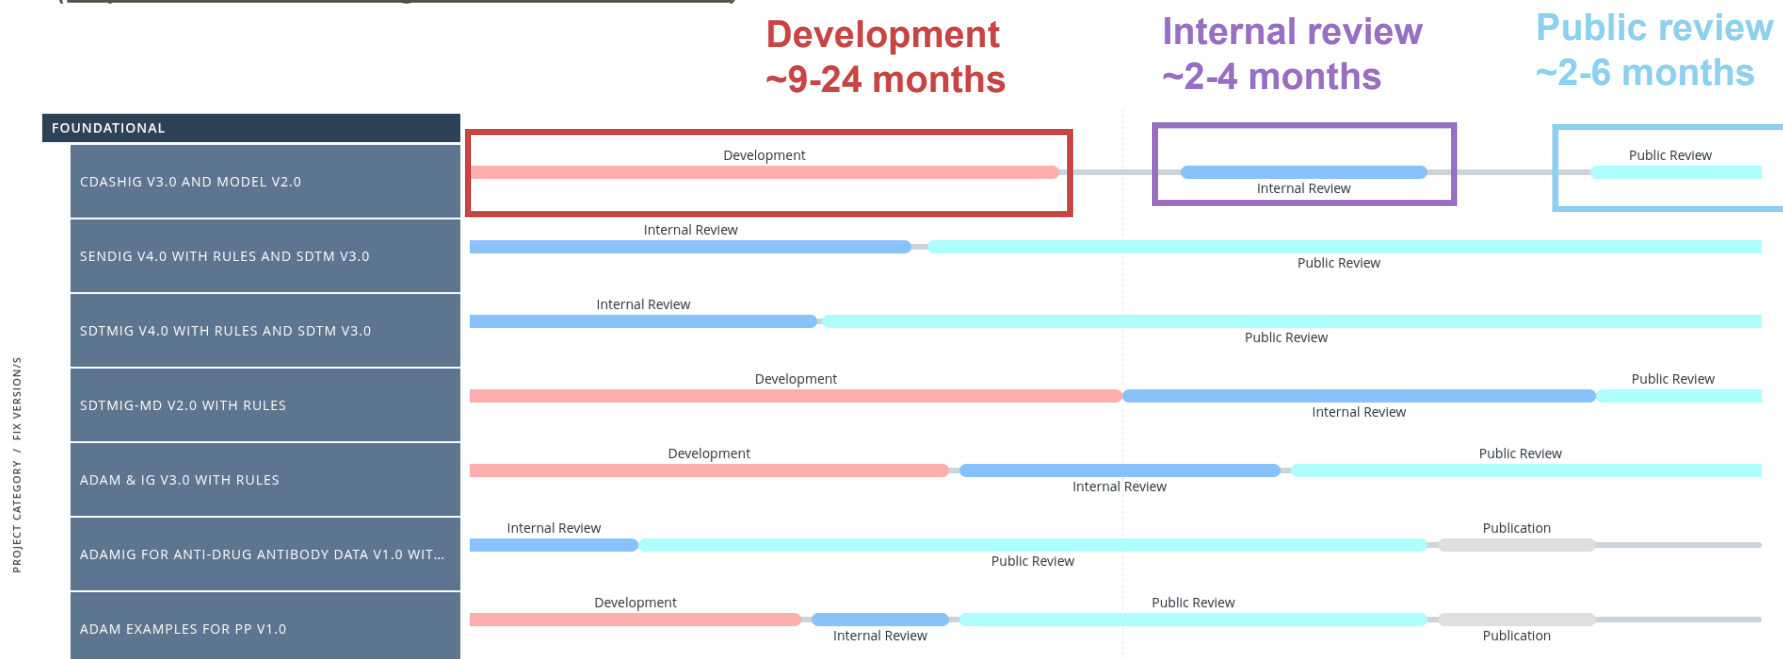 Development
~9-24 months
Internal review
~2-4 months
Public review
~2-6 months
FOUNDATIONAL
PROJECT CATEGORY / FIX VERSION/S
CDASHIG V3.0 AND MODEL V2.0
Development
Internal Review
Public Review
SENDIG V4.0 WITH RULES AND SDTM V3.0
Internal Review
Public Review
SDTMIG V4.0 WITH RULES AND SDTM V3.0
Internal Review
Public Review
SDTMIG-MD V2.0 WITH RULES
Development
Internal Review
Public Review
ADAM & IG V3.0 WITH RULES
Development
Internal Review
Public Review
ADAMIG FOR ANTI-DRUG ANTIBODY DATA V1.0 WIT...
Internal Review
Public Review
Publication
ADAM EXAMPLES FOR PP V1.0
Development
Internal Review
Public Review
Publication